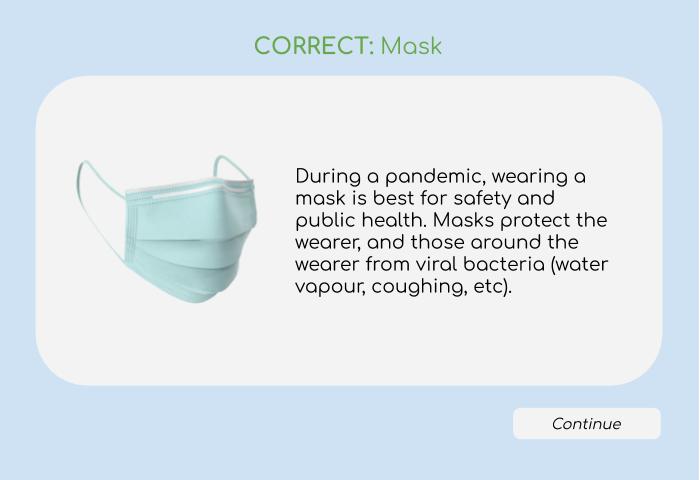 CORRECT: Mask
During a pandemic, wearing a
mask is best for safety and
public health. Masks protect the
wearer, and those around the
wearer from viral bacteria (water
vapour, coughing, etc).
Continue